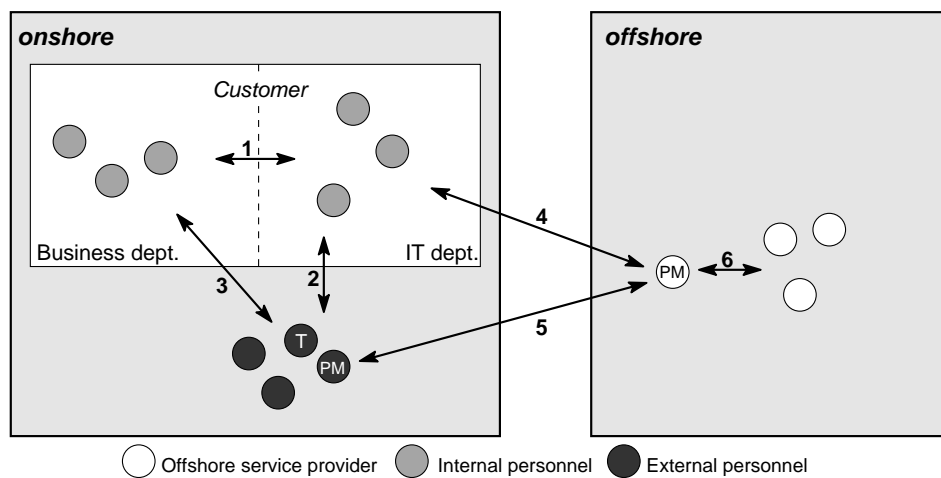 onshore
offshore
Customer
1
4
Business dept.
IT dept.
3
2
PM
6
T
PM
5
Offshore service provider
Internal personnel
External personnel